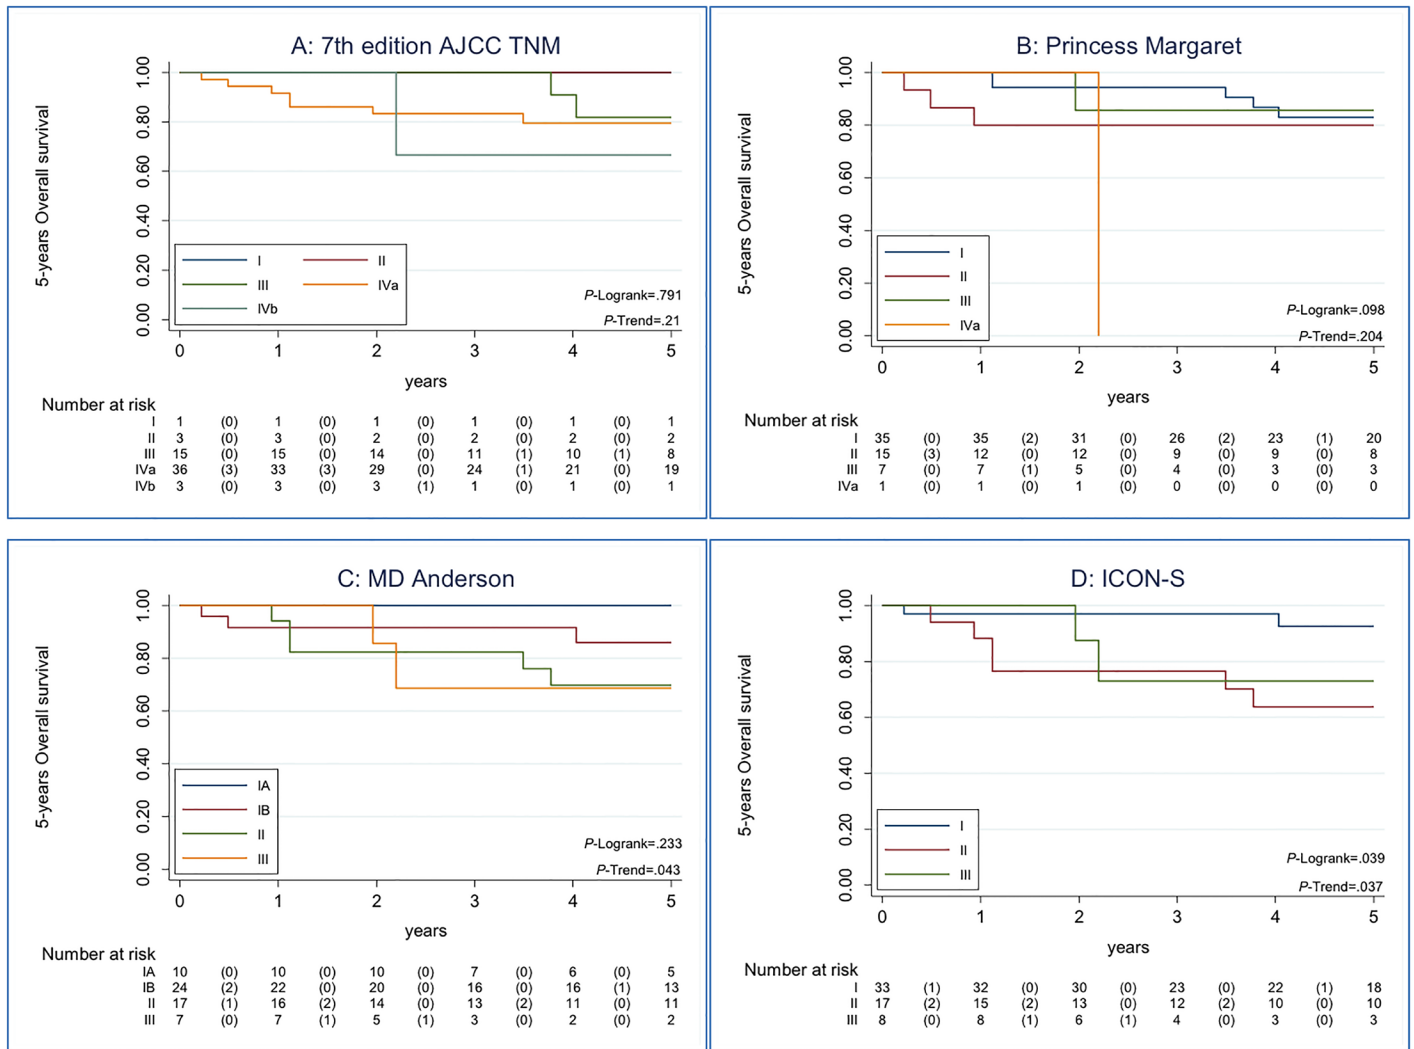 A: 7th edition AJCC TNM
5-years Overall survival
1.00
0.80
0.60
0.40
0.20
0.00
I II
III IVa
IVb
P-Logrank=.791
P-Trend=.21
0 1 2 3 4 5
years
Number at risk
I 1 (0) 1 (0) 1 (0) 1 (0) 1 (0) 1
II 3 (0) 3 (0) 2 (0) 2 (0) 2 (0) 2
III 15 (0) 15 (0) 14 (0) 11 (1) 10 (1) 8
IVa 36 (3) 33 (3) 29 (0) 24 (1) 21 (0) 19
IVb 3 (0) 3 (0) 3 (1) 1 (0) 1 (0) 1
B: Princess Margaret
5-years Overall survival
1.00
0.80
0.60
0.40
0.20
0.00
I
II
III
IVa
P-Logrank=.098
P-Trend=.204
0 1 2 3 4 5
years
Number at risk
I 35 (0) 35 (2) 31 (0) 26 (2) 23 (1) 20
II 15 (3) 12 (0) 12 (0) 9 (0) 9 (0) 8
III 7 (0) 7 (1) 5 (0) 4 (0) 3 (0) 3
IVa 1 (0) 1 (0) 1 (0) 0 (0) 0 (0) 0
C: MD Anderson
5-years Overall survival
1.00
0.80
0.60
0.40
0.20
0.00
IA
IB
II
III
P-Logrank=.233
P-Trend=.043
0 1 2 3 4 5
years
Number at risk
IA 10 (0) 10 (0) 10 (0) 7 (0) 6 (0) 5
IB 24 (2) 22 (0) 20 (0) 16 (0) 16 (1) 13
II 17 (1) 16 (2) 14 (0) 13 (2) 11 (0) 11
III 7 (0) 7 (1) 5 (1) 3 (0) 2 (0) 2
D: ICON-S
5-years Overall survival
1.00
0.80
0.60
0.40
0.20
0.00
I
II
III
P-Logrank=.039
P-Trend=.037
0 1 2 3 4 5
years
Number at risk
I 33 (1) 32 (0) 30 (0) 23 (0) 22 (1) 18
II 17 (2) 15 (2) 13 (0) 12 (2) 10 (0) 10
III 8 (0) 8 (1) 6 (1) 4 (0) 3 (0) 3